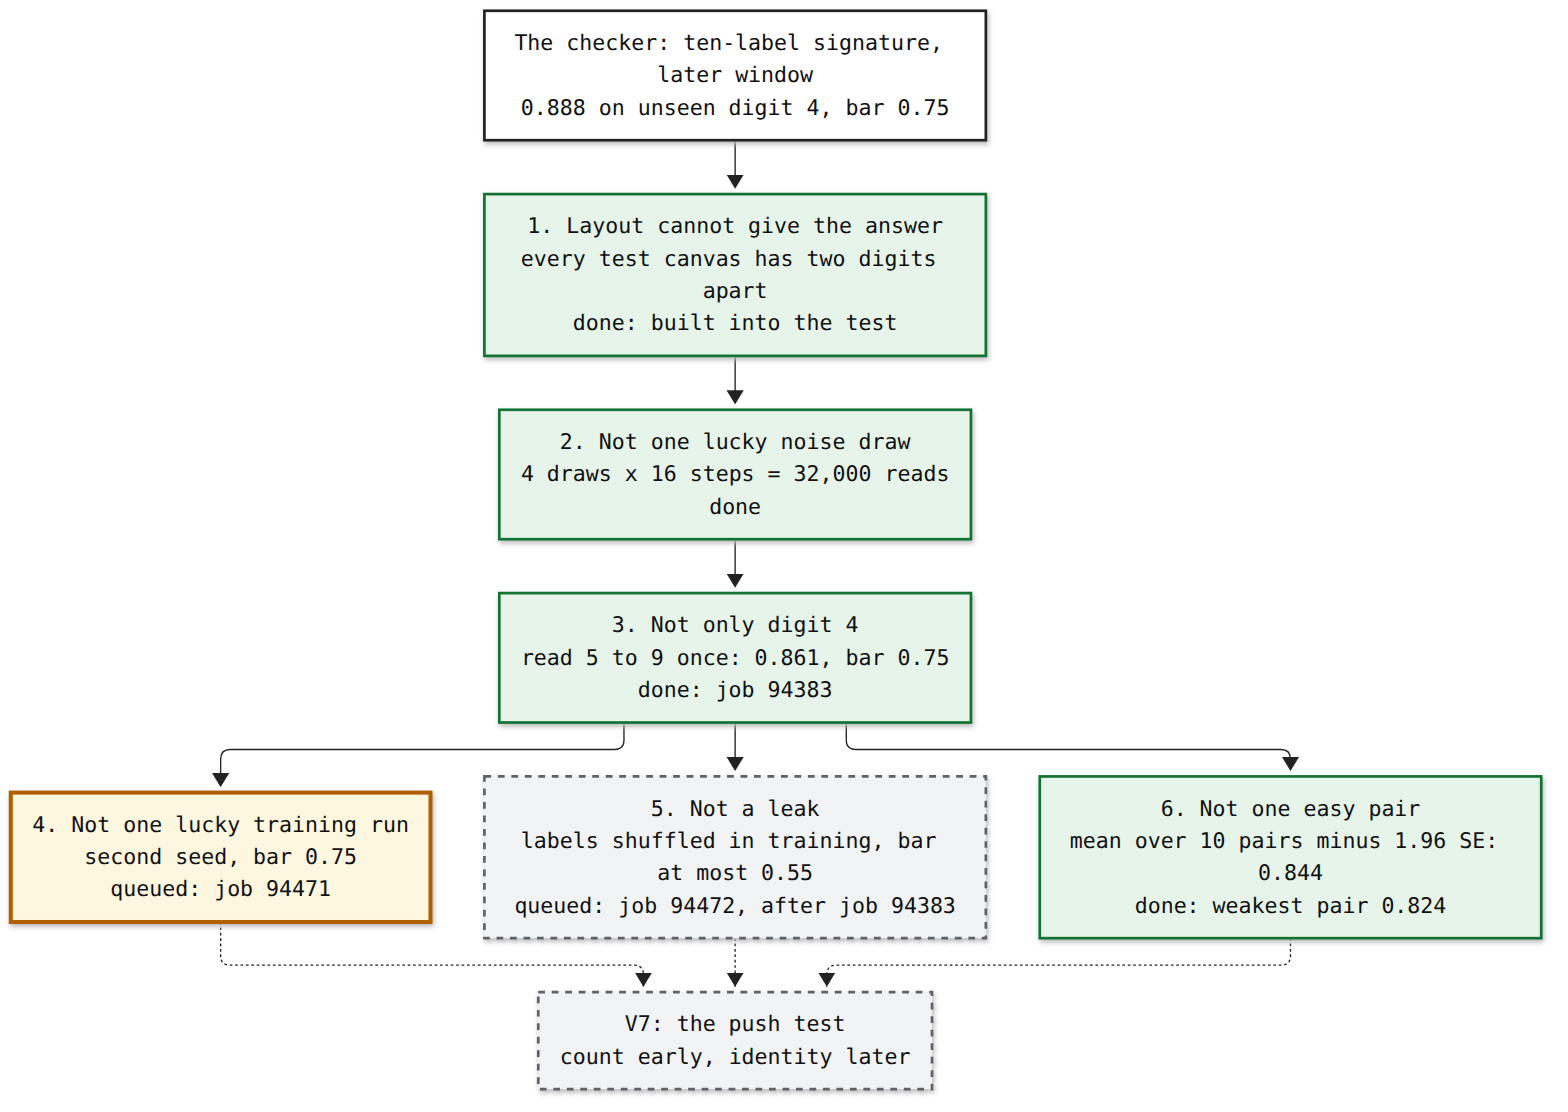 The checker: ten-label signature,
later window
0.888 on unseen digit 4, bar 0.75
1. Layout cannot give the answer
every test canvas has two digits
apart
done: built into the test
2. Not one lucky noise draw
4 draws x 16 steps = 32,000 reads
done
3. Not only digit 4
read 5 to 9 once: 0.861, bar 0.75
done: job 94383
4. Not one lucky training run
second seed, bar 0.75
queued: job 94471
5. Not a leak
labels shuffled in training, bar
at most 0.55
queued: job 94472, after job 94383
6. Not one easy pair
mean over 10 pairs minus 1.96 SE:
0.844
done: weakest pair 0.824
V7: the push test
count early, identity later